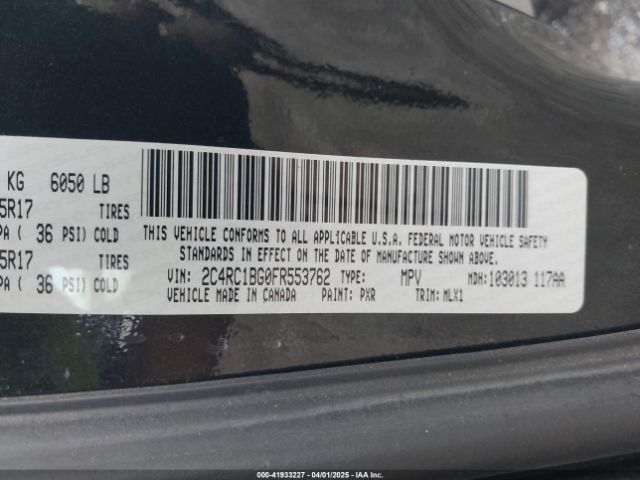 KG 6050 LB
5R17 TIRES
PA ( 36 PSI) COLD
5R17 TIRES
PA ( 36 PSI) COLD
THIS VEHICLE CONFORMS TO ALL APPLICABLE U.S.A. FEDERAL MOTOR VEHICLE SAFETY
STANDARDS IN EFFECT ON THE DATE OF MANUFACTURE SHOWN ABOVE.
VIN: 2C4RC1BG0FR553762 TYPE: MPV MDH:103013 117AA
VEHICLE MADE IN CANADA PAINT: PXR TRIM: MLX1
000-41933227 - 04/01/2025 - IAAI.COM